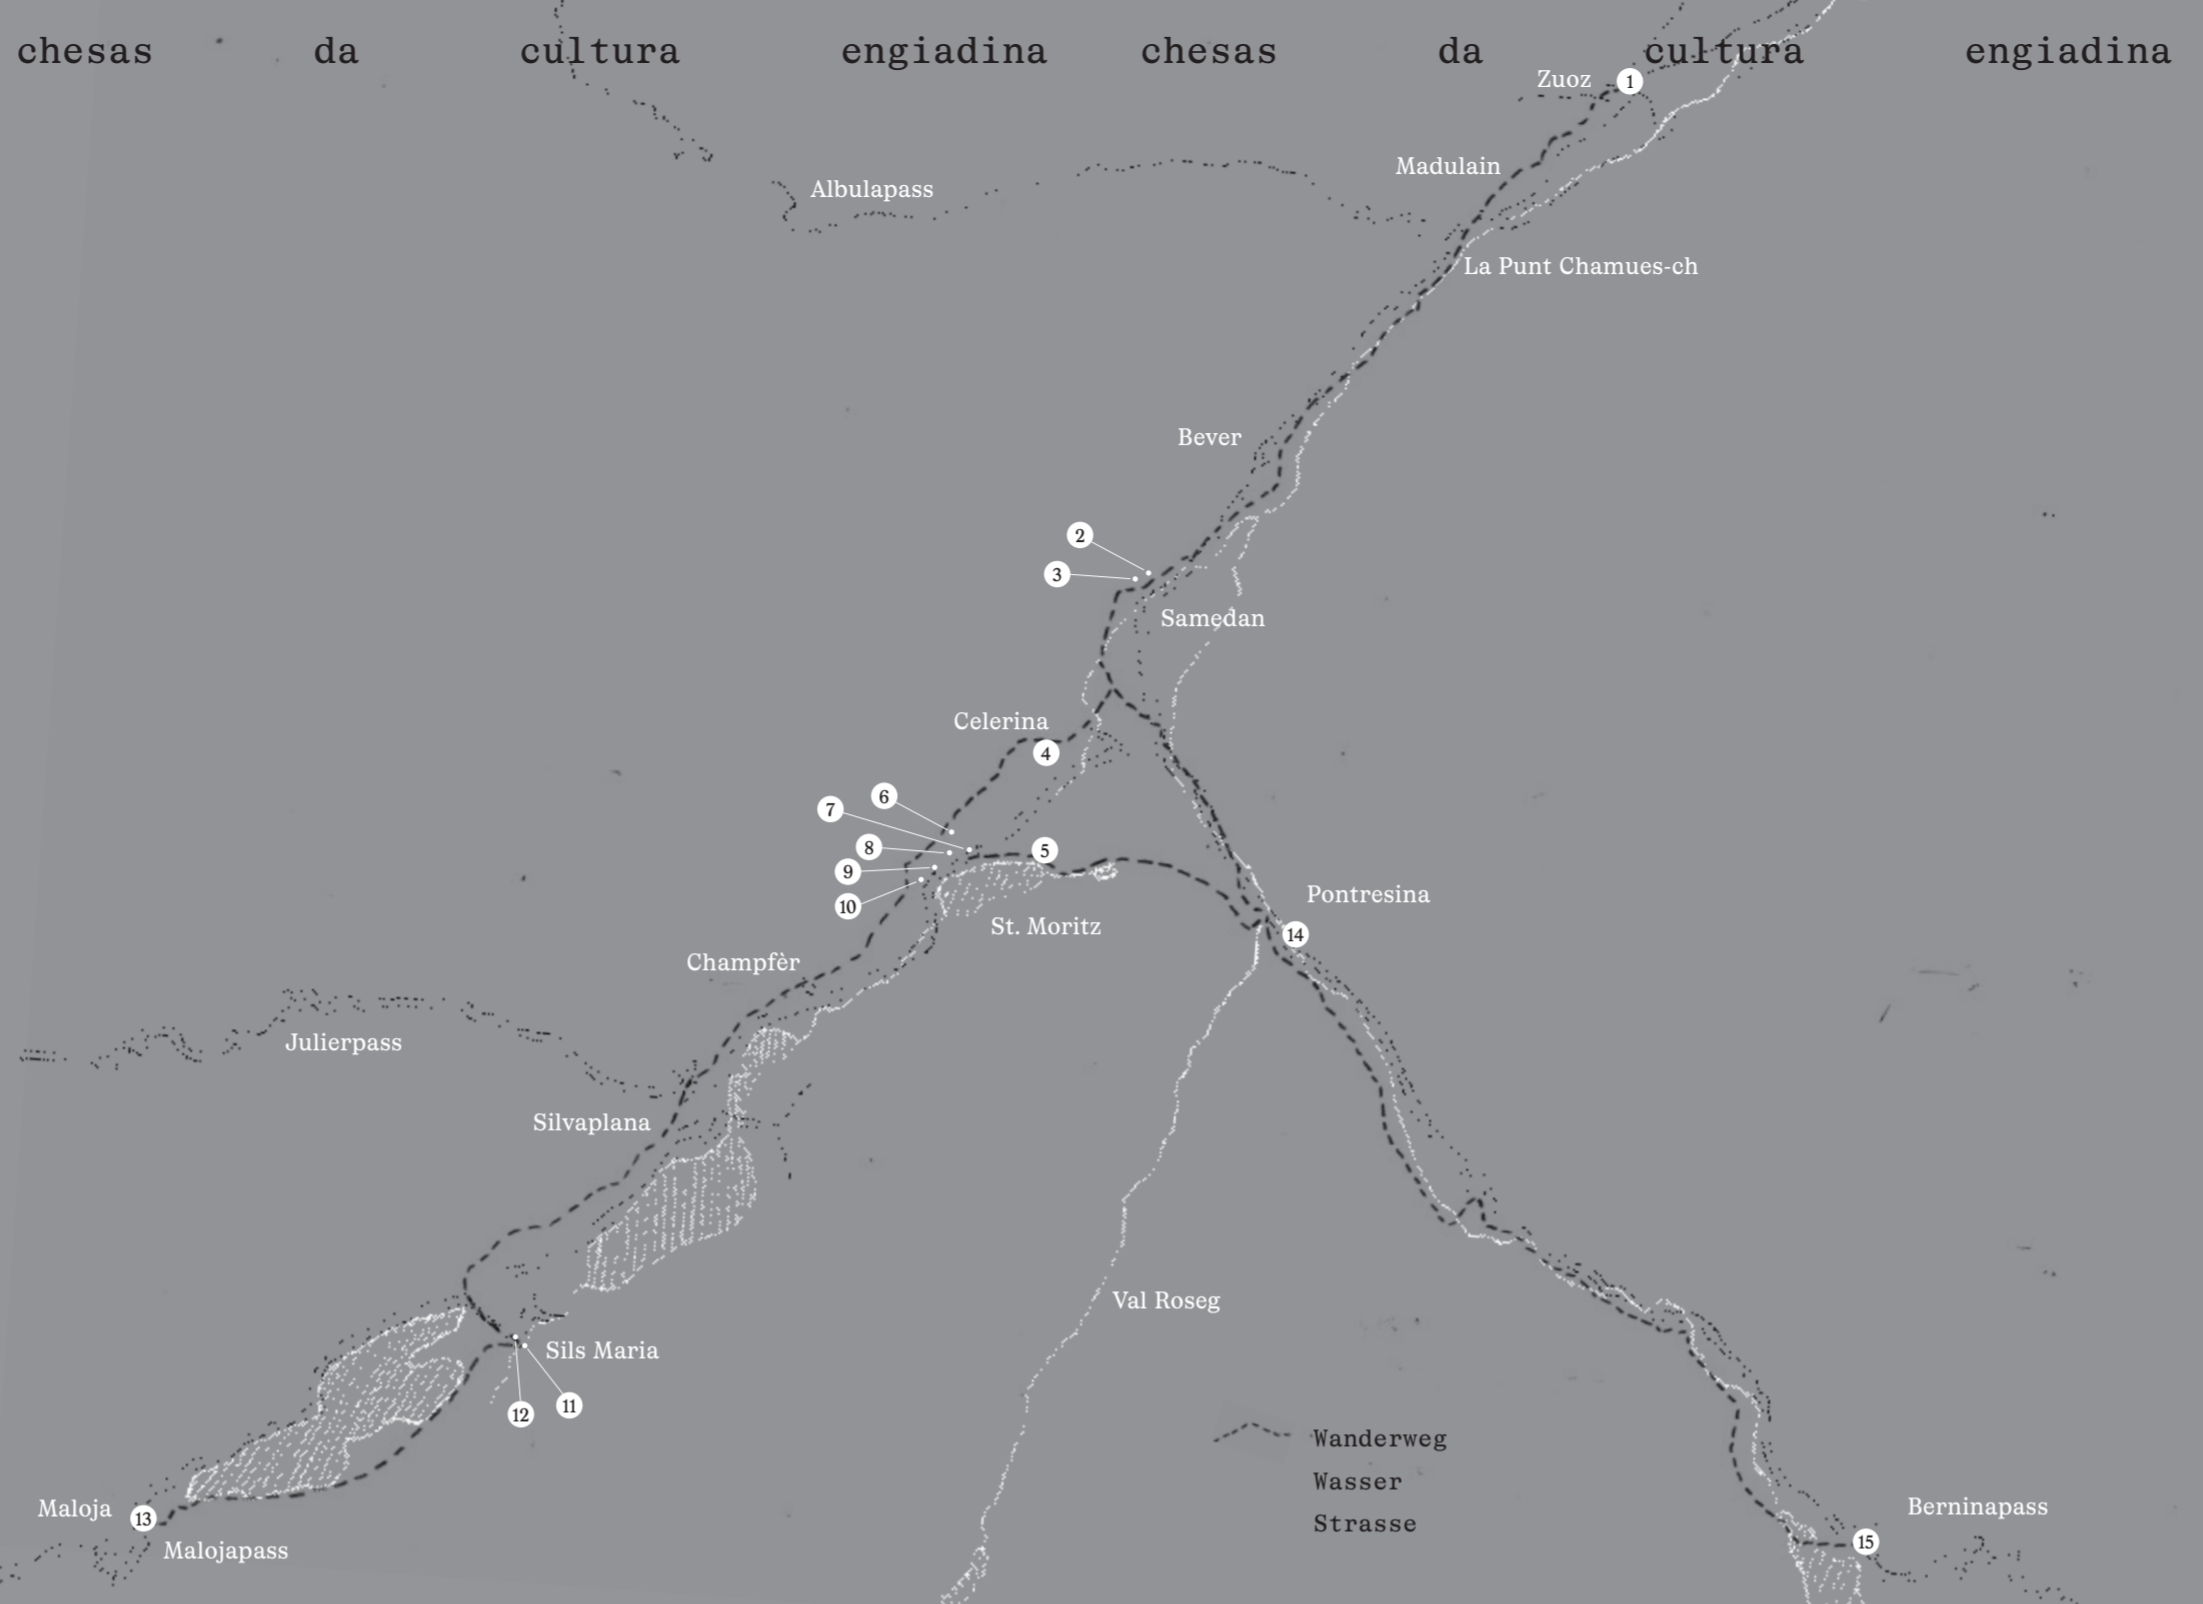 chesas da cultura engiadina chesas da cultura engiadina
Zuoz 1
Madulain
Albulapass
La Punt Chamues-ch
Bever
2
3
Samedan
Celerina
4
6
7
8
5
9
10
Pontresina
St. Moritz
14
Champfèr
Julierpass
Silvaplana
Val Roseg
Sils Maria
12 11
Wanderweg
Wasser
Strasse
Maloja 13
Malojapass
Berninapass
15